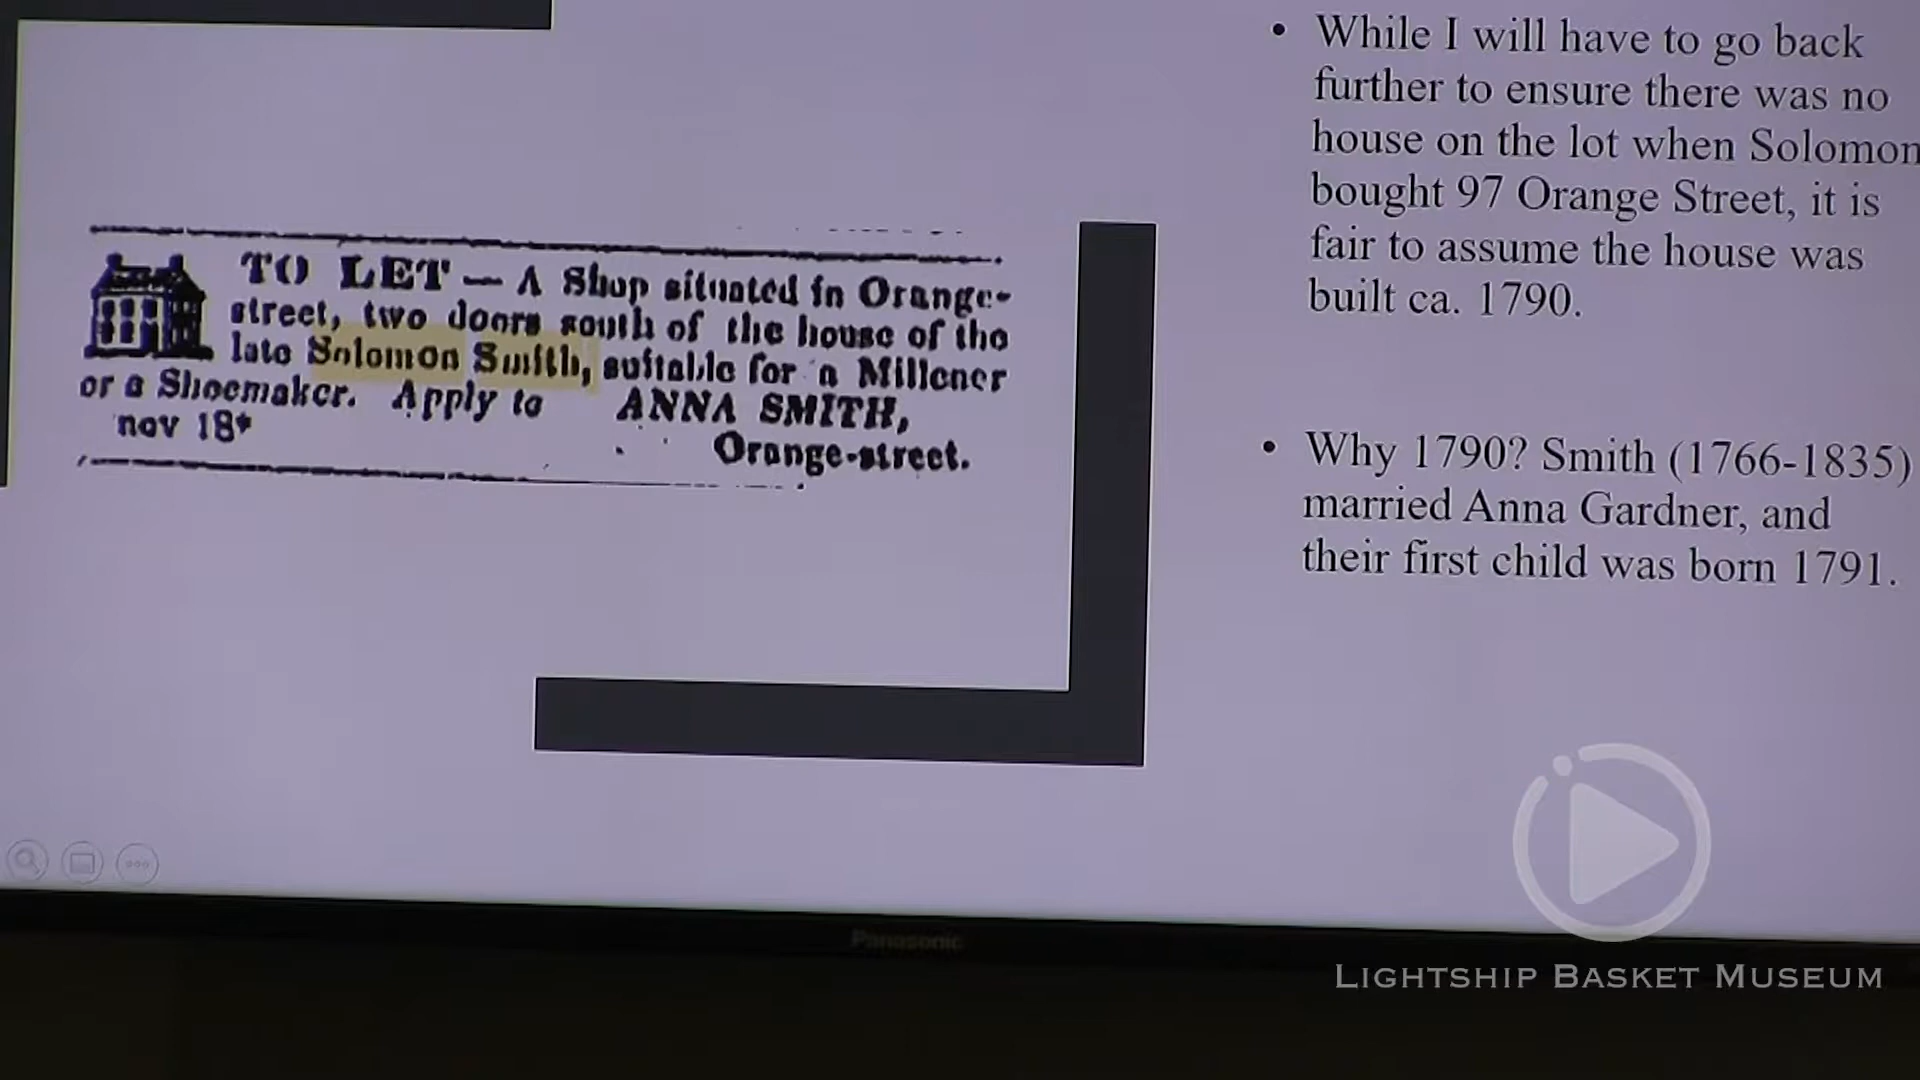 TO LET — A Shop situated in Orange-
street, two doors south of the house of the
late Solomon Smith, suitable for a Millener
or a Shoemaker. Apply to ANNA SMITH,
nov 18* Orange-street.
• While I will have to go back
further to ensure there was no
house on the lot when Solomon
bought 97 Orange Street, it is
fair to assume the house was
built ca. 1790.
• Why 1790? Smith (1766-1835)
married Anna Gardner, and
their first child was born 1791.
Panasonic
LIGHTSHIP BASKET MUSEUM